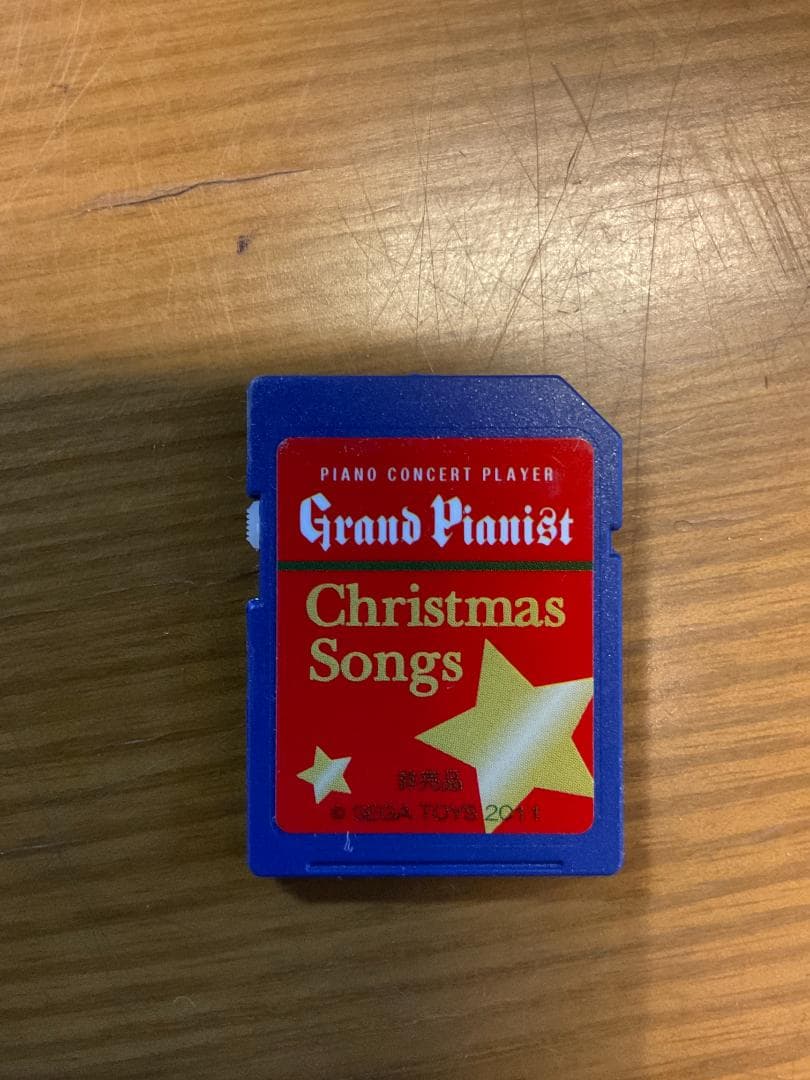 PIANO CONCERT PLAYER
Grand Pianist
Christmas
Songs
非売品
© SEGA TOYS 2011